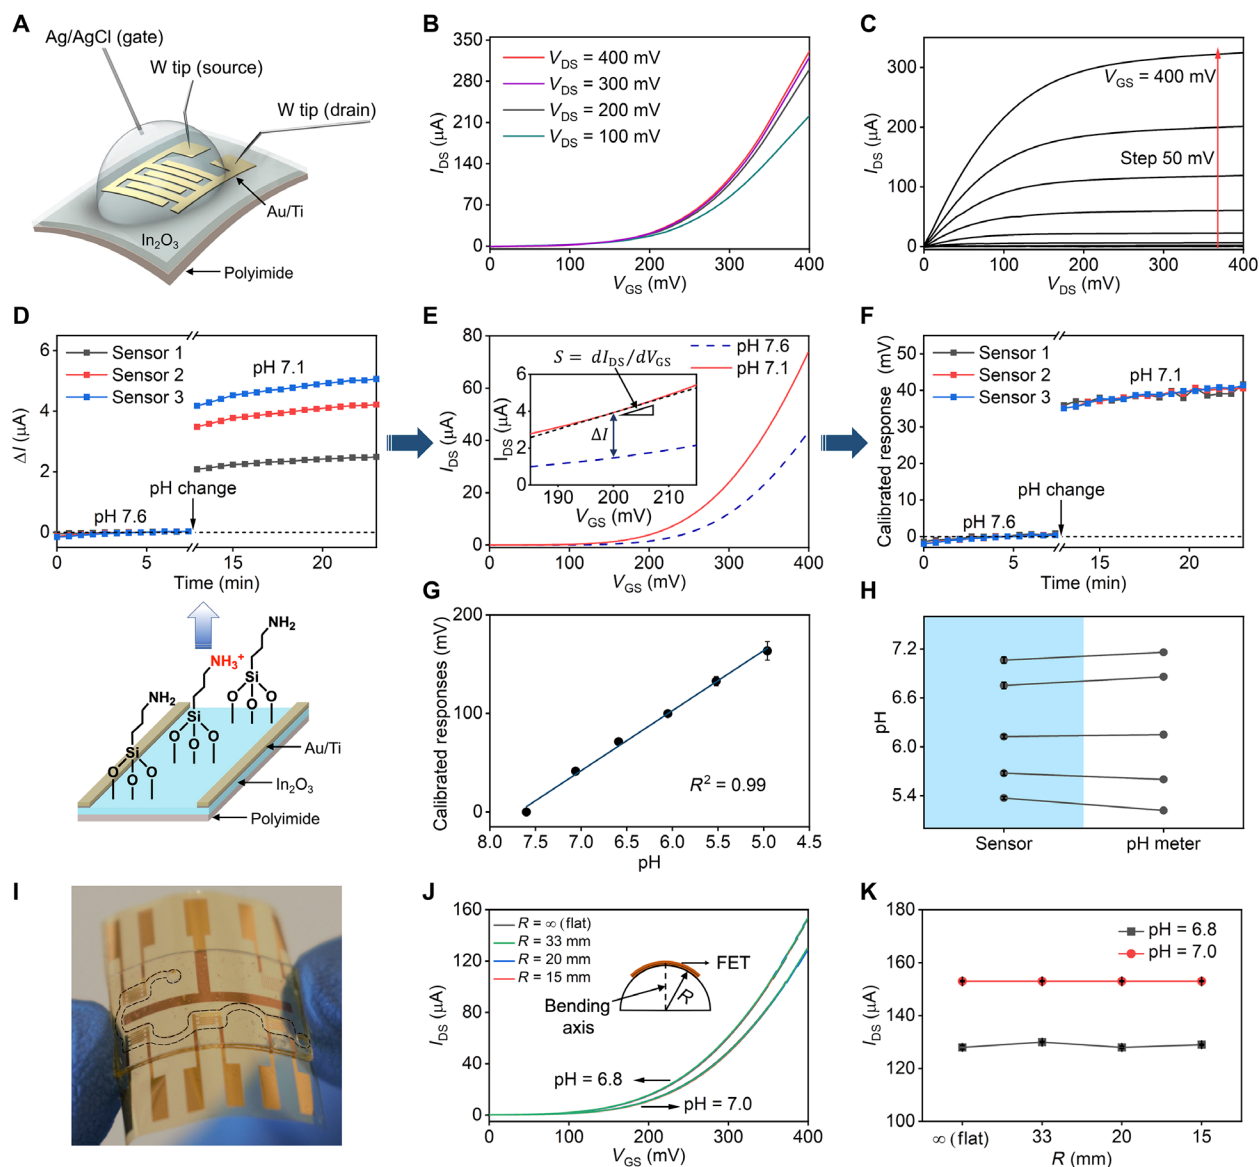 A
Ag/AgCl (gate)
W tip (source)
W tip (drain)
Au/Ti
In2O3
Polyimide
B
350
280
210
140
70
0
IDS (μA)
VDS = 400 mV
VDS = 300 mV
VDS = 200 mV
VDS = 100 mV
0 100 200 300 400
VGS (mV)
C
300
200
100
0
IDS (μA)
VGS = 400 mV
Step 50 mV
0 100 200 300 400
VDS (mV)
D
6
4
2
0
ΔI (μA)
Sensor 1
Sensor 2
Sensor 3
pH 7.1
pH change
pH 7.6
0 5 15 20
Time (min)
E
80
60
40
20
0
IDS (μA)
S = dIDS/dVGS
pH 7.6
pH 7.1
6
4
2
0
IDS (μA)
ΔI
190 200 210
VGS (mV)
0 100 200 300 400
VGS (mV)
F
50
40
30
20
10
0
Calibrated response (mV)
Sensor 1
Sensor 2
Sensor 3
pH 7.1
pH change
pH 7.6
0 5 15 20
Time (min)
NH2
NH3+
NH2
Si
Si
Si
O O O
O O O
O O O
Au/Ti
In2O3
Polyimide
G
200
100
0
Calibrated responses (mV)
R2 = 0.99
8.0 7.5 7.0 6.5 6.0 5.5 5.0 4.5
pH
H
7.2
6.6
6.0
5.4
pH
Sensor pH meter
I
J
160
120
80
40
0
IDS (μA)
R = ∞ (flat)
R = 33 mm
R = 20 mm
R = 15 mm
FET
Bending
axis
R
pH = 6.8
pH = 7.0
0 100 200 300 400
VGS (mV)
K
180
160
140
120
100
IDS (μA)
pH = 6.8
pH = 7.0
∞ (flat) 33 20 15
R (mm)